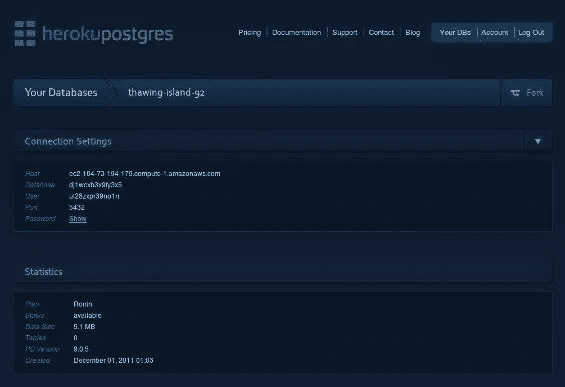 herokupostgres
Pricing Documentation Support Contact Blog Your DBs Account Log Out
Your Databases thawing-island-gz Fork
Connection Settings
Host ec2-184-73-194-179.compute-1.amazonaws.com
Database
User
Port 5432
Password Show
Statistics
Plan Ronin
Status available
Data Size 5.1 MB
Tables 0
PG Version 9.0.5
Created December 01, 2011 01:03